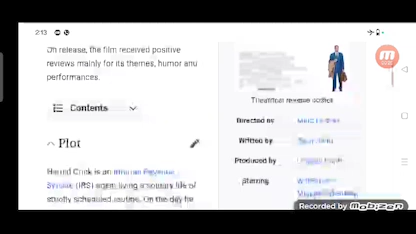 2:13
On release, the film received positive
reviews mainly for its themes, humor and
performances.
Contents
Plot
Harold Crick is an Internal Revenue
Service (IRS) agent living a solitary life of
strictly scheduled routine. On the day he
Theatrical release poster
Directed by
Written by
Produced by
Starring
Recorded by Mobizen